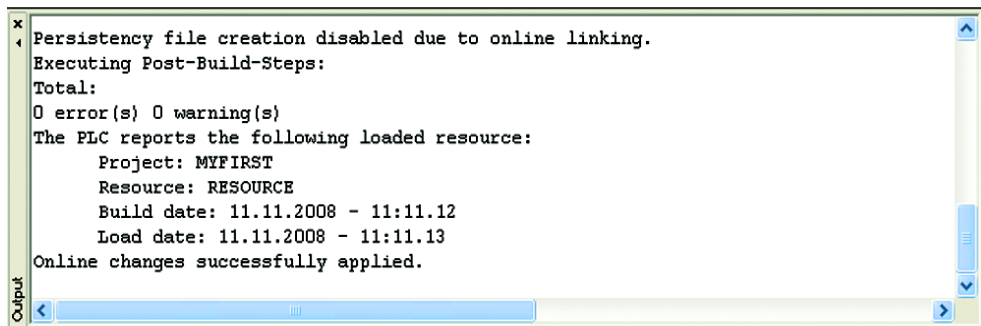 Persistency file creation disabled due to online linking.
Executing Post-Build-Steps:
Total:
0 error(s) 0 warning(s)
The PLC reports the following loaded resource:
Project: MYFIRST
Resource: RESOURCE
Build date: 11.11.2008 - 11:11.12
Load date: 11.11.2008 - 11:11.13
Online changes successfully applied.
Output